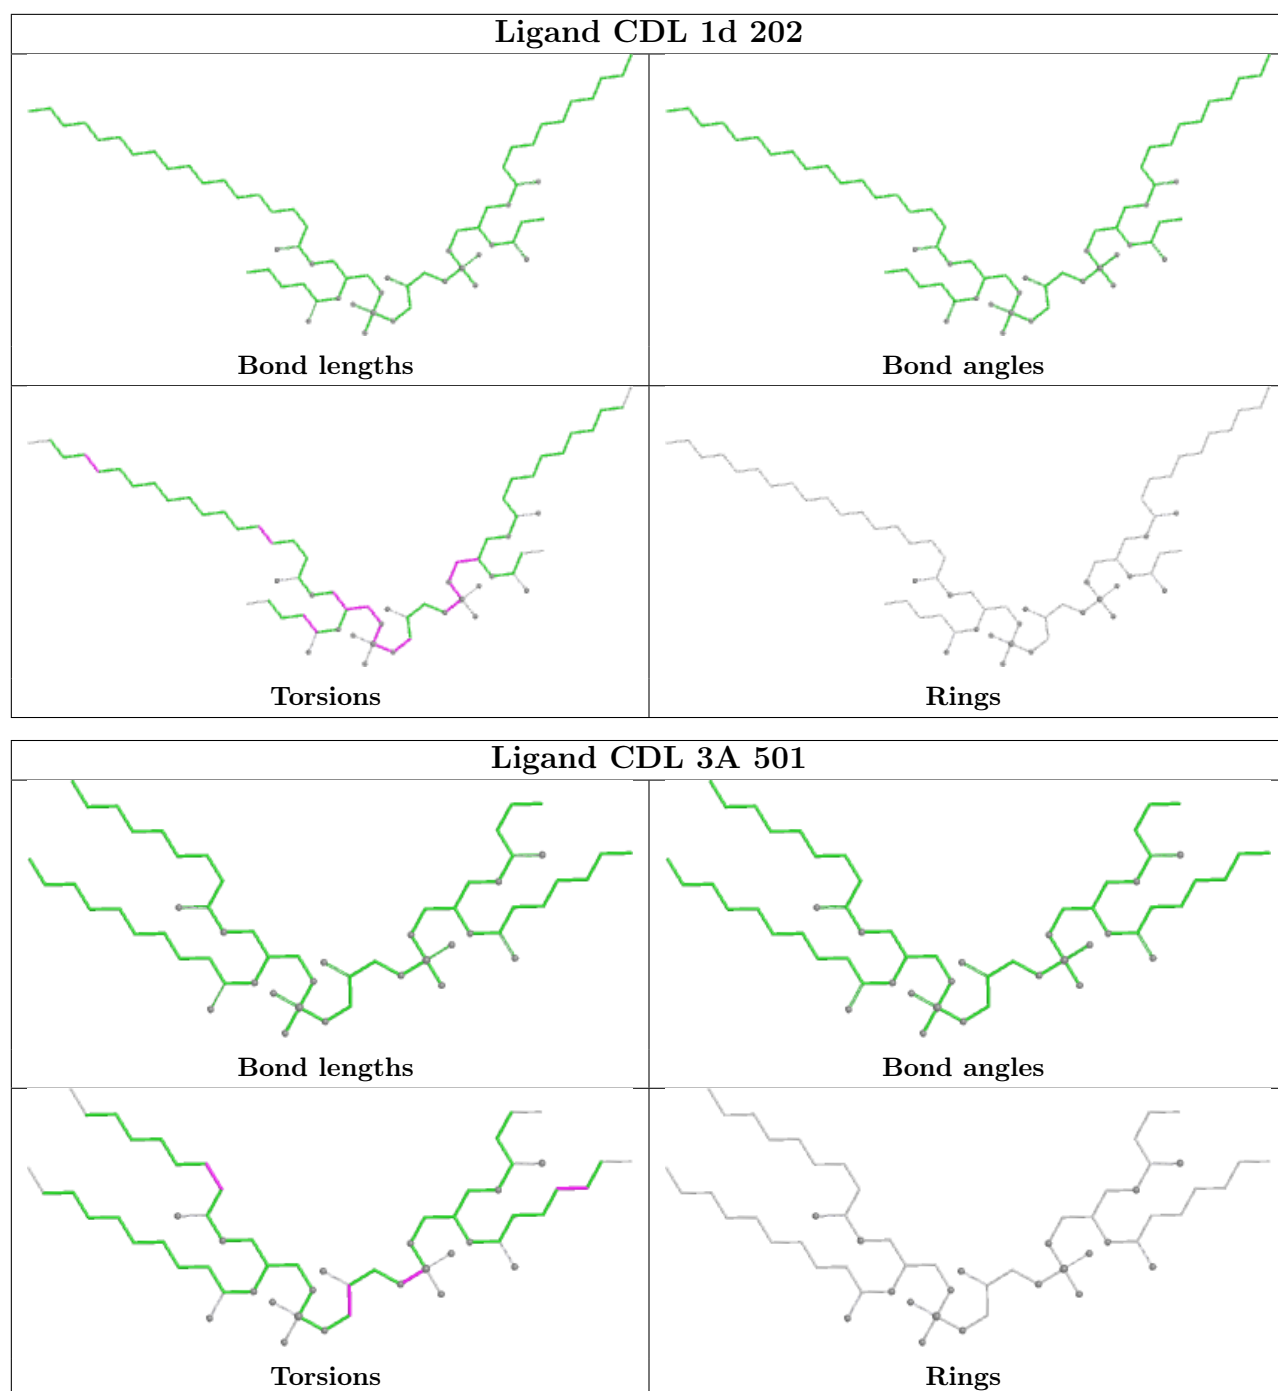 Ligand CDL 1d 202
Bond lengths
Bond angles
Torsions
Rings
Ligand CDL 3A 501
Bond lengths
Bond angles
Torsions
Rings